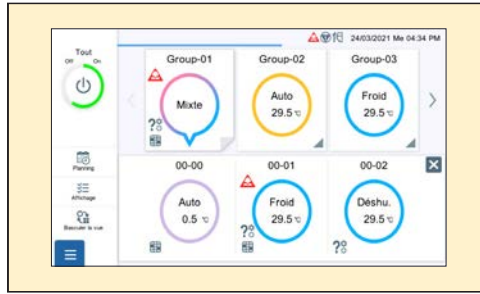 24/03/2021 Me 04:34 PM
Tout
Off On
Group-01 Group-02 Group-03
Mixte
Auto
29.5 °C
Froid
29.5 °C
Planning
Affichage
Basculer la vue
00-00 00-01 00-02
Auto
0.5 °C
Froid
29.5 °C
Déshu.
29.5 °C